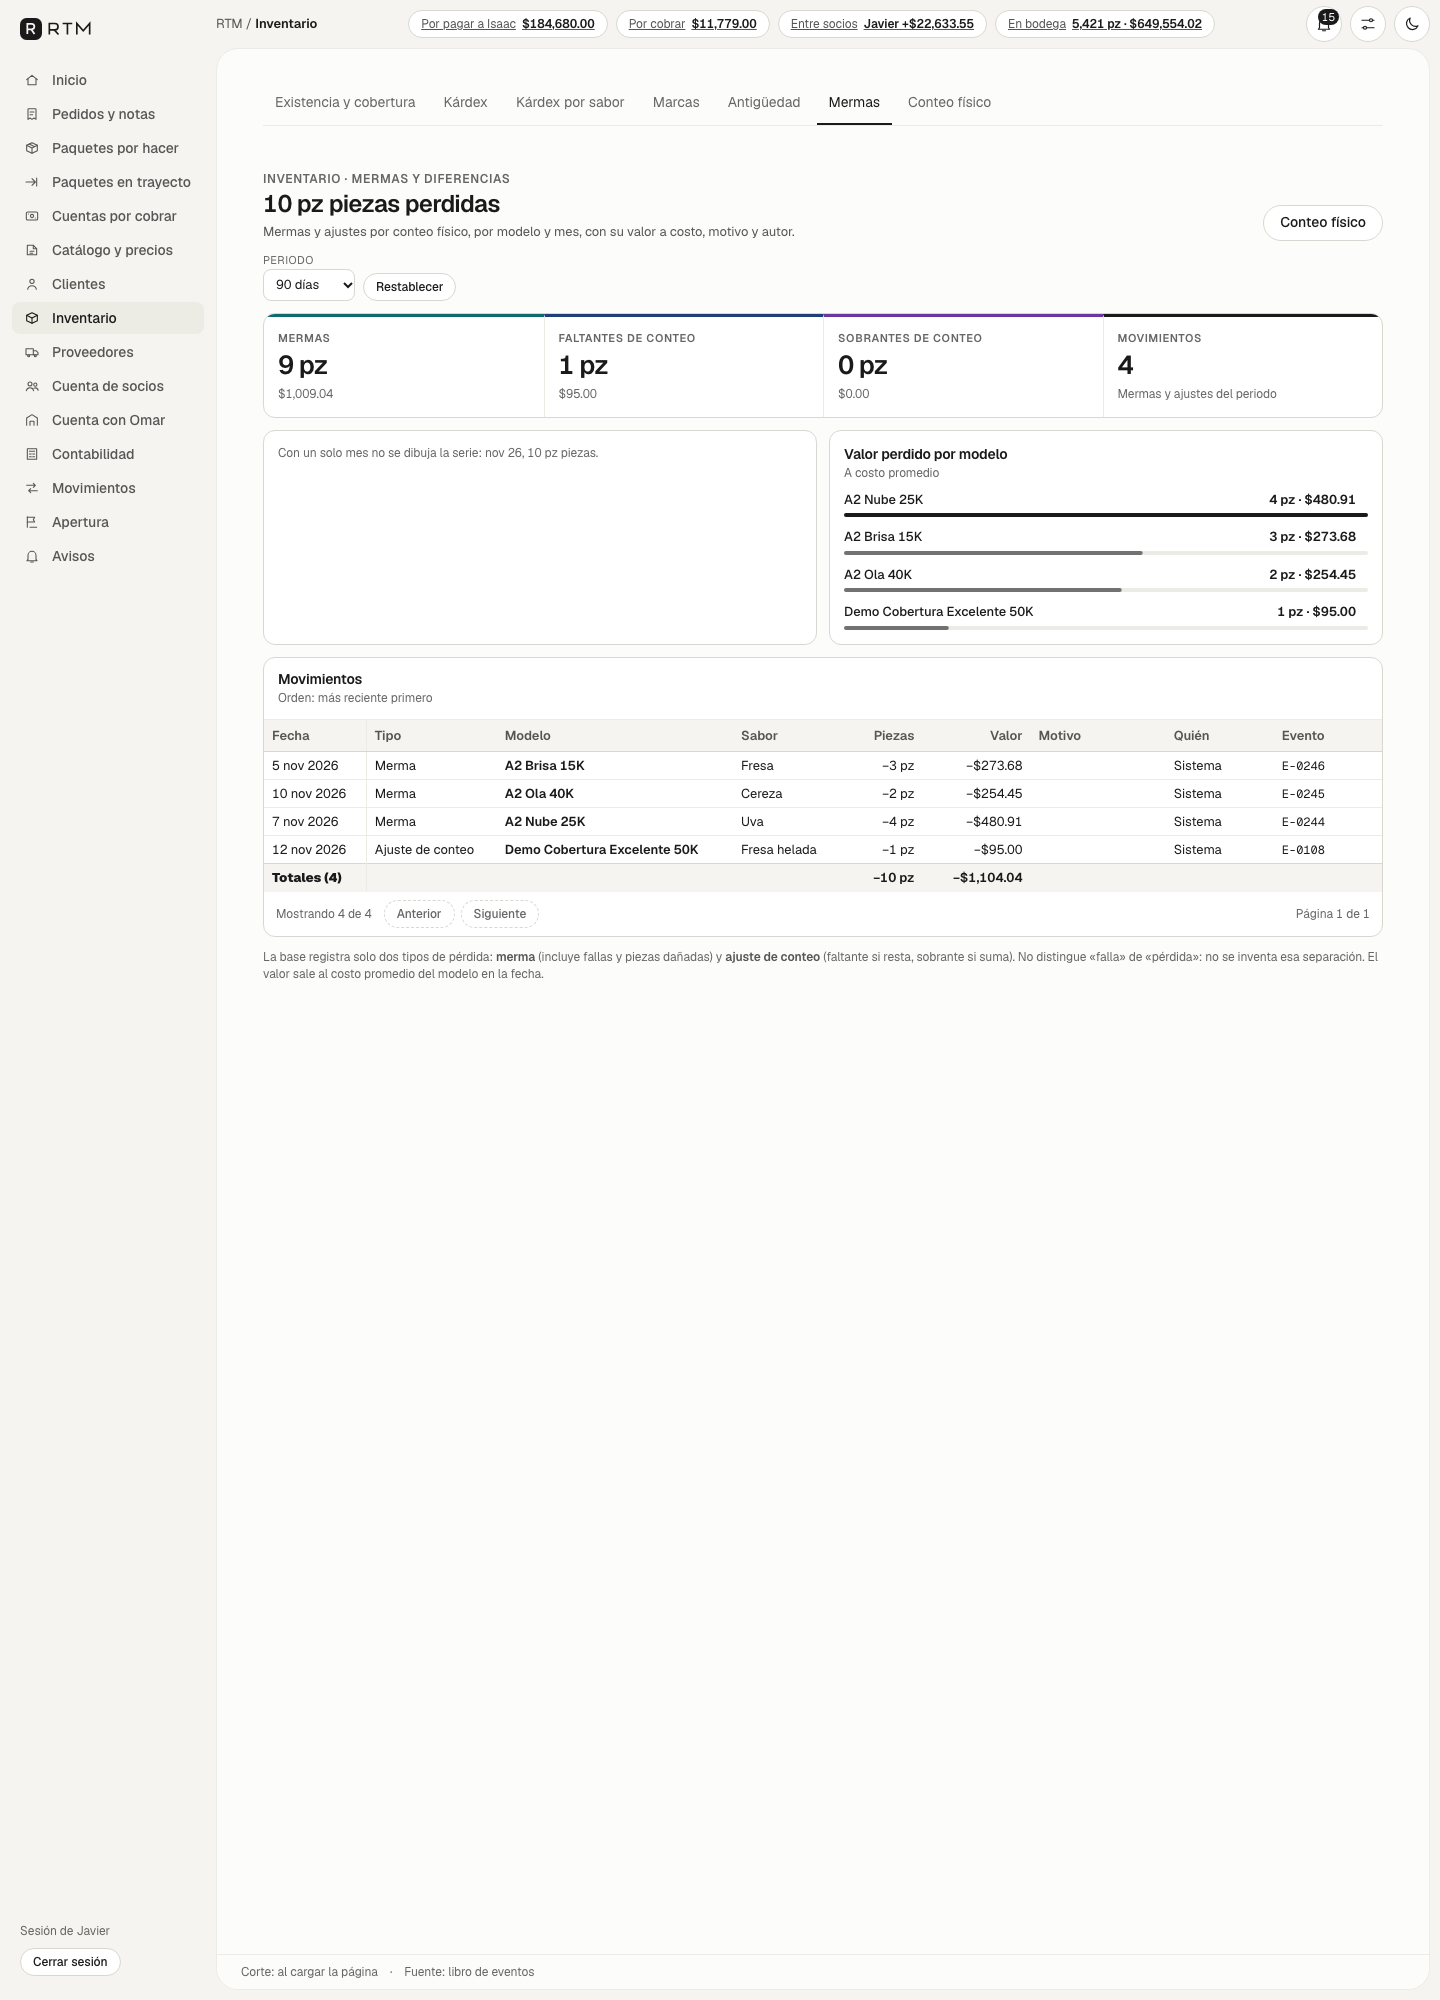 R RTM
RTM / Inventario
Por pagar a Isaac $184,680.00
Por cobrar $11,779.00
Entre socios Javier +$22,633.55
En bodega 5,421 pz · $649,554.02
15
Inicio
Pedidos y notas
Paquetes por hacer
Paquetes en trayecto
Cuentas por cobrar
Catálogo y precios
Clientes
Inventario
Proveedores
Cuenta de socios
Cuenta con Omar
Contabilidad
Movimientos
Apertura
Avisos
Existencia y cobertura Kárdex Kárdex por sabor Marcas Antigüedad Mermas Conteo físico
INVENTARIO · MERMAS Y DIFERENCIAS
10 pz piezas perdidas
Mermas y ajustes por conteo físico, por modelo y mes, con su valor a costo, motivo y autor.
Conteo físico
PERIODO
90 días Restablecer
MERMAS
9 pz
$1,009.04
FALTANTES DE CONTEO
1 pz
$95.00
SOBRANTES DE CONTEO
0 pz
$0.00
MOVIMIENTOS
4
Mermas y ajustes del periodo
Con un solo mes no se dibuja la serie: nov 26, 10 pz piezas.
Valor perdido por modelo
A costo promedio
A2 Nube 25K 4 pz · $480.91
A2 Brisa 15K 3 pz · $273.68
A2 Ola 40K 2 pz · $254.45
Demo Cobertura Excelente 50K 1 pz · $95.00
Movimientos
Orden: más reciente primero
Fecha Tipo Modelo Sabor Piezas Valor Motivo Quién Evento
5 nov 2026 Merma A2 Brisa 15K Fresa −3 pz −$273.68 Sistema E-0246
10 nov 2026 Merma A2 Ola 40K Cereza −2 pz −$254.45 Sistema E-0245
7 nov 2026 Merma A2 Nube 25K Uva −4 pz −$480.91 Sistema E-0244
12 nov 2026 Ajuste de conteo Demo Cobertura Excelente 50K Fresa helada −1 pz −$95.00 Sistema E-0108
Totales (4) −10 pz −$1,104.04
Mostrando 4 de 4 Anterior Siguiente Página 1 de 1
La base registra solo dos tipos de pérdida: merma (incluye fallas y piezas dañadas) y ajuste de conteo (faltante si resta, sobrante si suma). No distingue «falla» de «pérdida»: no se inventa esa separación. El
valor sale al costo promedio del modelo en la fecha.
Sesión de Javier
Cerrar sesión
Corte: al cargar la página · Fuente: libro de eventos